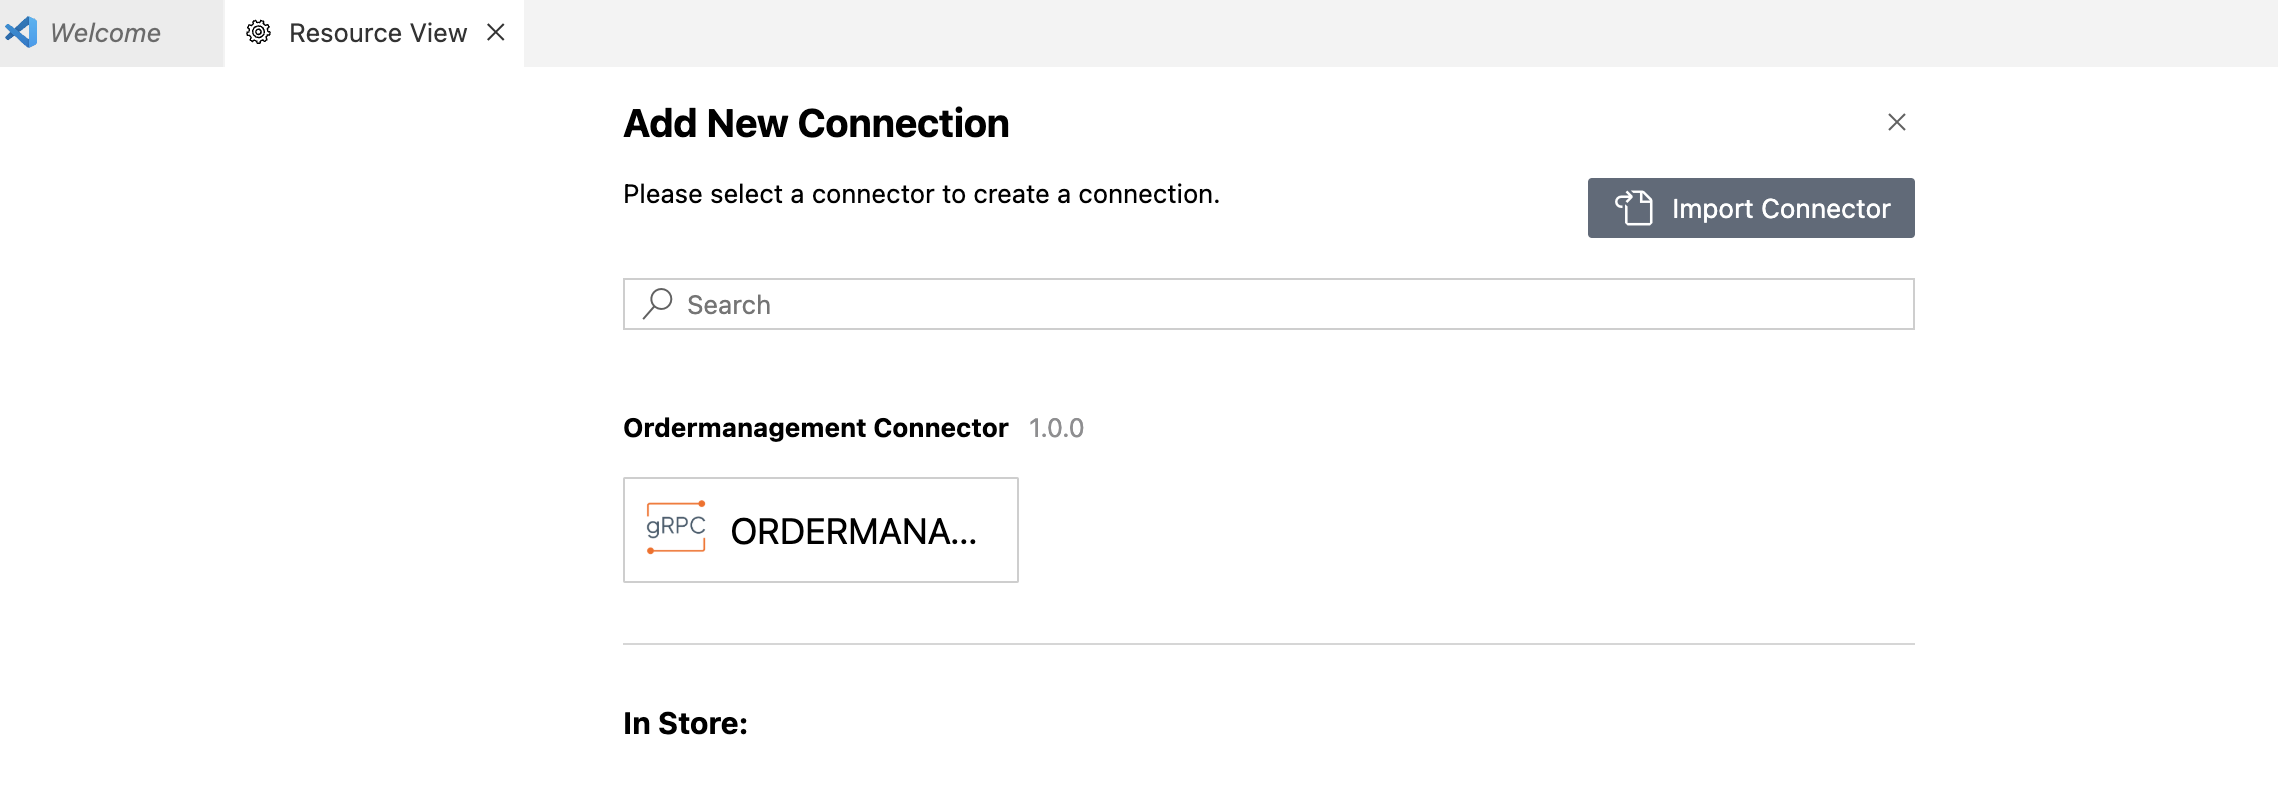 Welcome
Resource View
Add New Connection
Please select a connector to create a connection.
Import Connector
Search
Ordermanagement Connector 1.0.0
gRPC
ORDERMANA...
In Store: